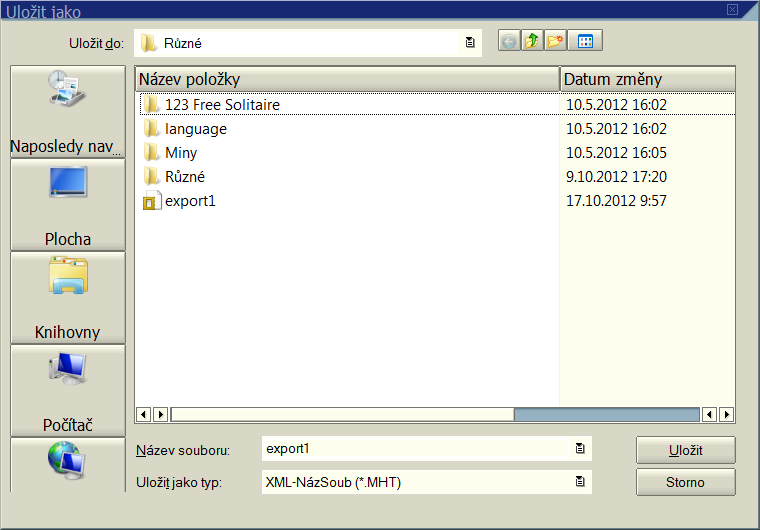 Uložit jako
Uložit do: Různé
Název položky Datum změny
123 Free Solitaire 10.5.2012 16:02
language 10.5.2012 16:02
Miny 10.5.2012 16:05
Různé 9.10.2012 17:20
export1 17.10.2012 9:57
Naposledy nav...
Plocha
Knihovny
Počítač
Název souboru: export1 Uložit
Uložit jako typ: XML-NázSoub (*.MHT) Storno